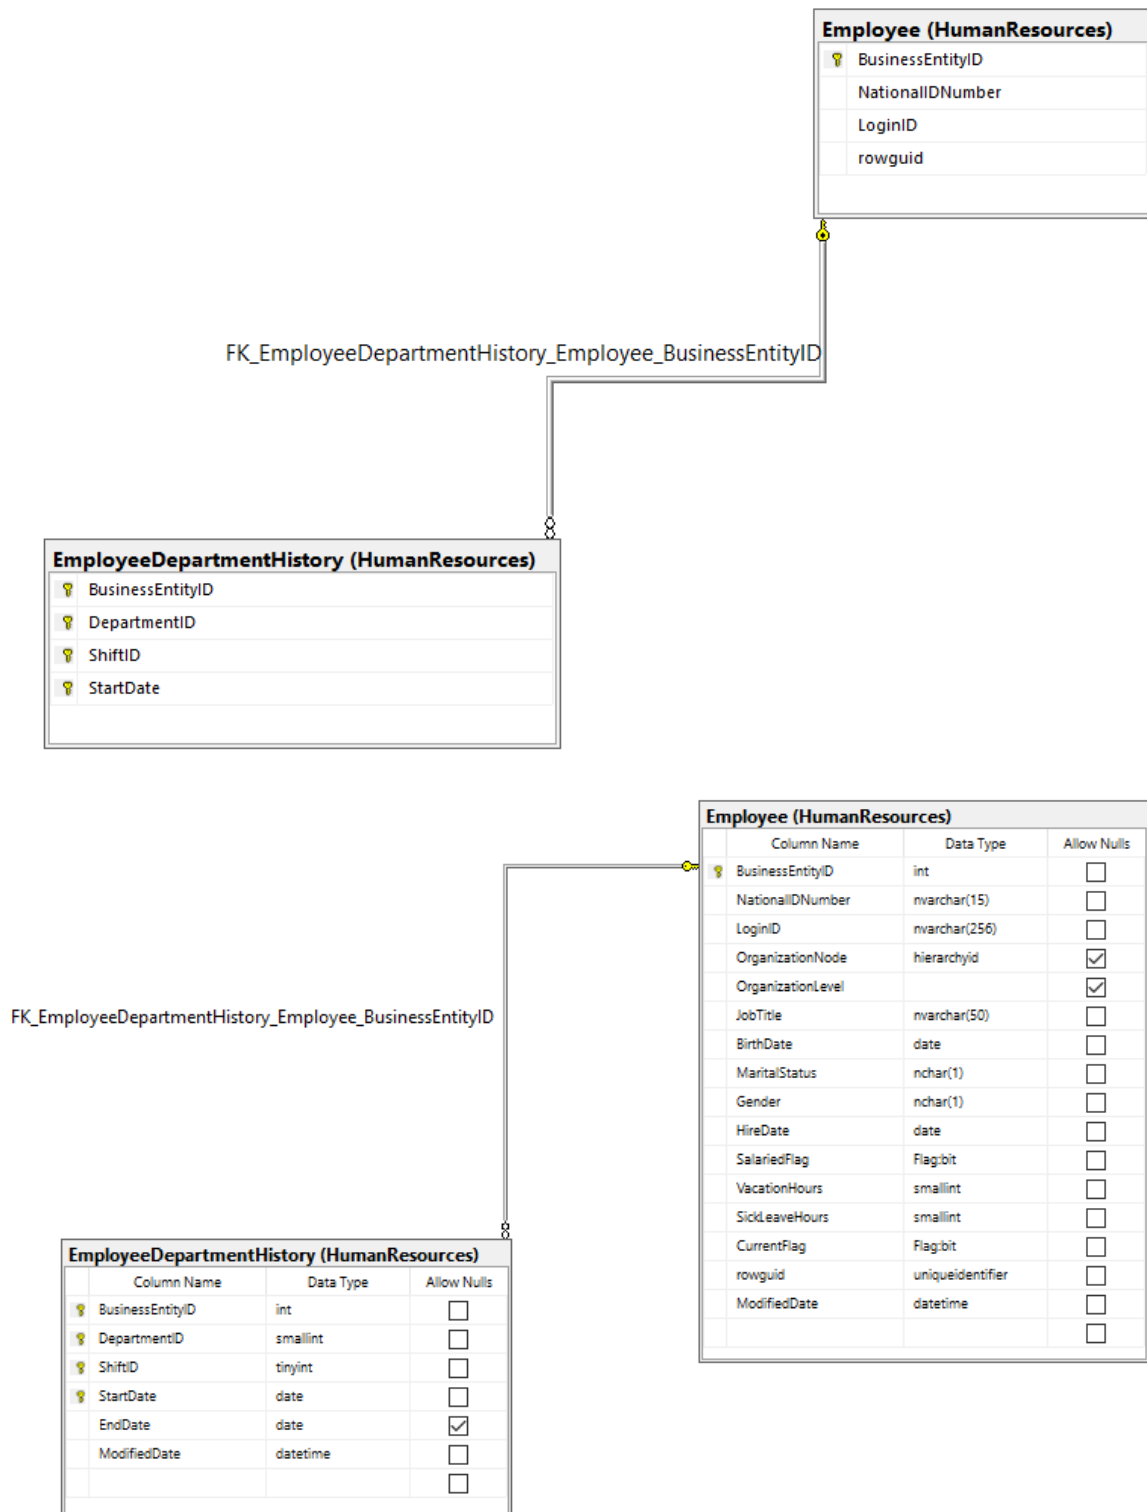 Employee (HumanResources)
BusinessEntityID
NationalIDNumber
LoginID
rowguid
FK_EmployeeDepartmentHistory_Employee_BusinessEntityID
EmployeeDepartmentHistory (HumanResources)
BusinessEntityID
DepartmentID
ShiftID
StartDate
Employee (HumanResources)
Column Name Data Type Allow Nulls
BusinessEntityID int
NationalIDNumber nvarchar(15)
LoginID nvarchar(256)
OrganizationNode hierarchyid
OrganizationLevel
JobTitle nvarchar(50)
BirthDate date
MaritalStatus nchar(1)
Gender nchar(1)
HireDate date
SalariedFlag Flag:bit
VacationHours smallint
SickLeaveHours smallint
CurrentFlag Flag:bit
rowguid uniqueidentifier
ModifiedDate datetime
FK_EmployeeDepartmentHistory_Employee_BusinessEntityID
EmployeeDepartmentHistory (HumanResources)
Column Name Data Type Allow Nulls
BusinessEntityID int
DepartmentID smallint
ShiftID tinyint
StartDate date
EndDate date
ModifiedDate datetime